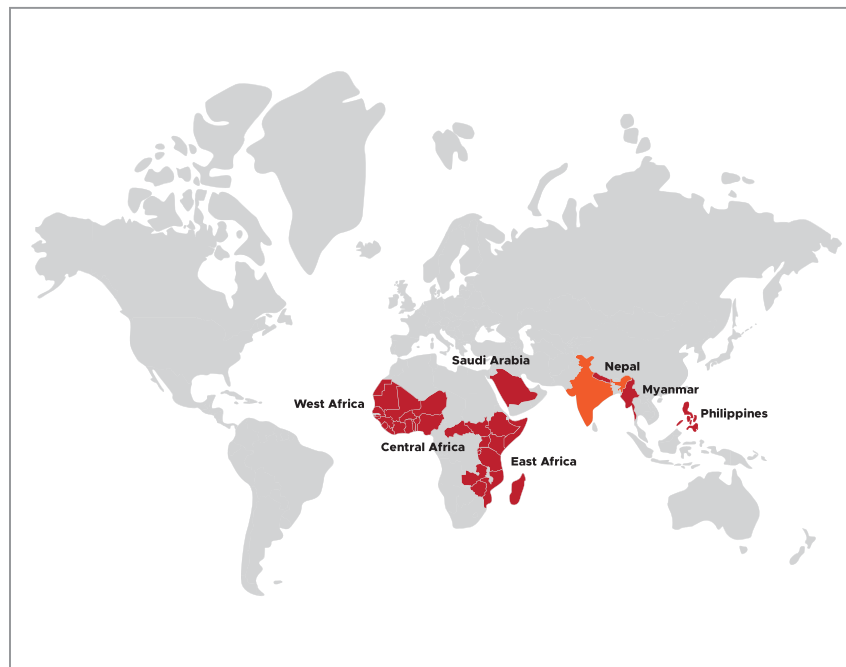 Saudi Arabia
Nepal
Myanmar
West Africa
Philippines
Central Africa
East Africa